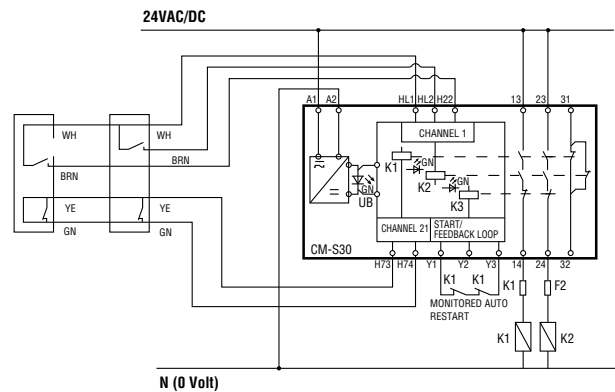 24VAC/DC
A1 A2 HL1 HL2 H22 13 23 31
WH WH
CHANNEL 1
BRN
BRN
K1 GN
K2 GN
K3
GN
UB
YE YE
GN GN
CHANNEL 21 START/
FEEDBACK LOOP
CM-S30
H73 H74 Y1 Y2 Y3 14 24 32
K1 K1
MONITORED AUTO
RESTART
K1 F2
K1 K2
N (0 Volt)